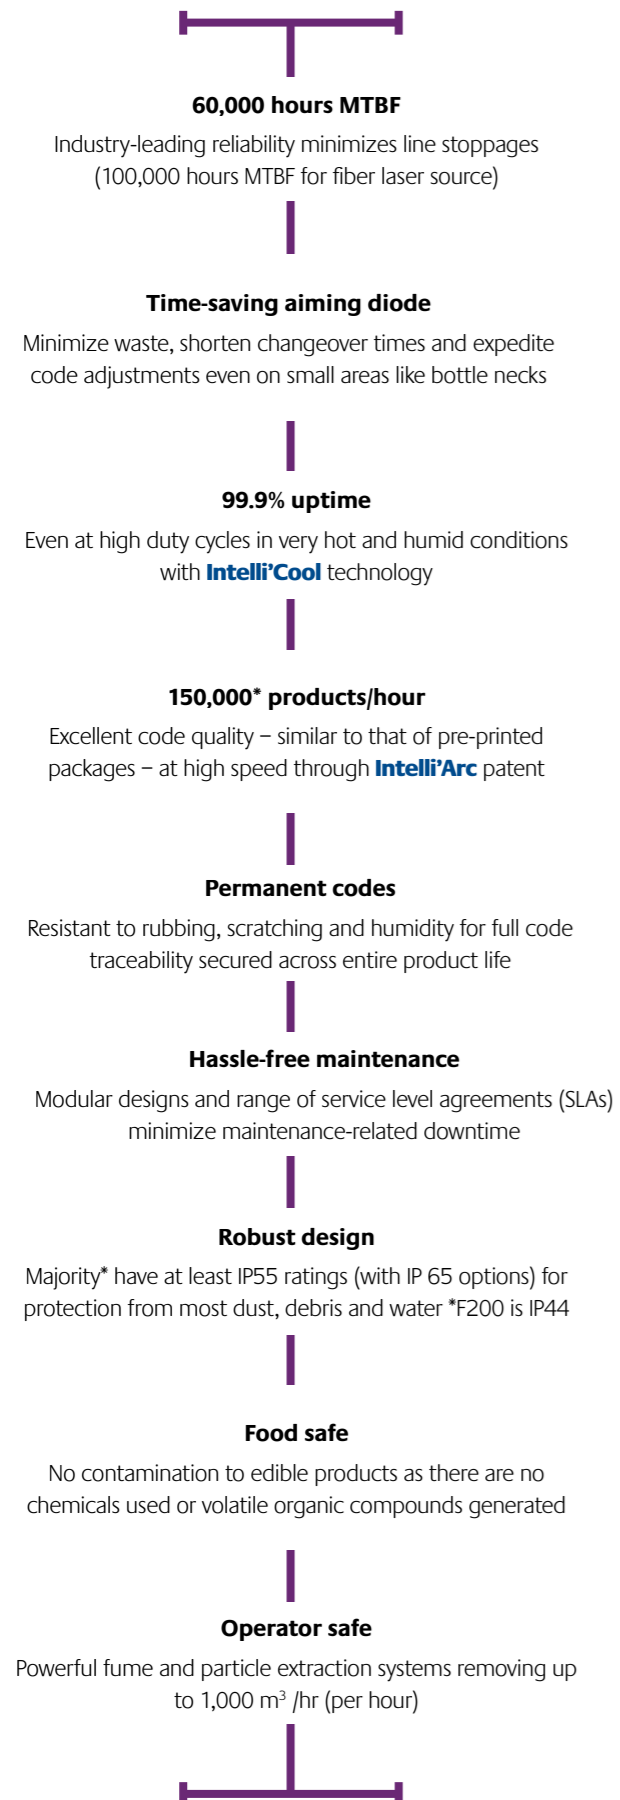 60,000 hours MTBF
Industry-leading reliability minimizes line stoppages
(100,000 hours MTBF for fiber laser source)
Time-saving aiming diode
Minimize waste, shorten changeover times and expedite
code adjustments even on small areas like bottle necks
99.9% uptime
Even at high duty cycles in very hot and humid conditions
with Intelli’Cool technology
150,000* products/hour
Excellent code quality – similar to that of pre-printed
packages – at high speed through Intelli’Arc patent
Permanent codes
Resistant to rubbing, scratching and humidity for full code
traceability secured across entire product life
Hassle-free maintenance
Modular designs and range of service level agreements (SLAs)
minimize maintenance-related downtime
Robust design
Majority* have at least IP55 ratings (with IP 65 options) for
protection from most dust, debris and water *F200 is IP44
Food safe
No contamination to edible products as there are no
chemicals used or volatile organic compounds generated
Operator safe
Powerful fume and particle extraction systems removing up
to 1,000 m³ /hr (per hour)